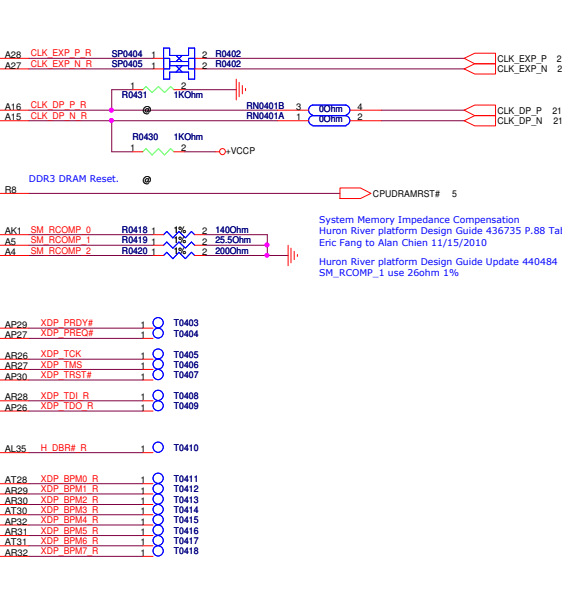 A28 CLK_EXP_P_R SP0404 1 2 R0402 CLK_EXP_P 2
A27 CLK_EXP_N_R SP0405 1 2 R0402 CLK_EXP_N 2
1 2
R0431 1KOhm
A16 CLK_DP_P_R @ RN0401B 3 0Ohm 4 CLK_DP_P 21
A15 CLK_DP_N_R RN0401A 1 0Ohm 2 CLK_DP_N 21
R0430 1KOhm
1 2 +VCCP
DDR3 DRAM Reset. @
R8 CPUDRAMRST# 5
System Memory Impedance Compensation
Huron River platform Design Guide 436735 P.88 Tal
Eric Fang to Alan Chien 11/15/2010
Huron River platform Design Guide Update 440484
SM_RCOMP_1 use 26ohm 1%
AK1 SM_RCOMP_0 R0418 1 1% 2 140Ohm
A5 SM_RCOMP_1 R0419 1 1% 2 25.5Ohm
A4 SM_RCOMP_2 R0420 1 1% 2 200Ohm
AP29 XDP_PRDY# 1 T0403
AP27 XDP_PREQ# 1 T0404
AR26 XDP_TCK 1 T0405
AR27 XDP_TMS 1 T0406
AP30 XDP_TRST# 1 T0407
AR28 XDP_TDI_R 1 T0408
AP26 XDP_TDO_R 1 T0409
AL35 H_DBR#_R 1 T0410
AT28 XDP_BPM0_R 1 T0411
AR29 XDP_BPM1_R 1 T0412
AR30 XDP_BPM2_R 1 T0413
AT30 XDP_BPM3_R 1 T0414
AP32 XDP_BPM4_R 1 T0415
AR31 XDP_BPM5_R 1 T0416
AT31 XDP_BPM6_R 1 T0417
AR32 XDP_BPM7_R 1 T0418